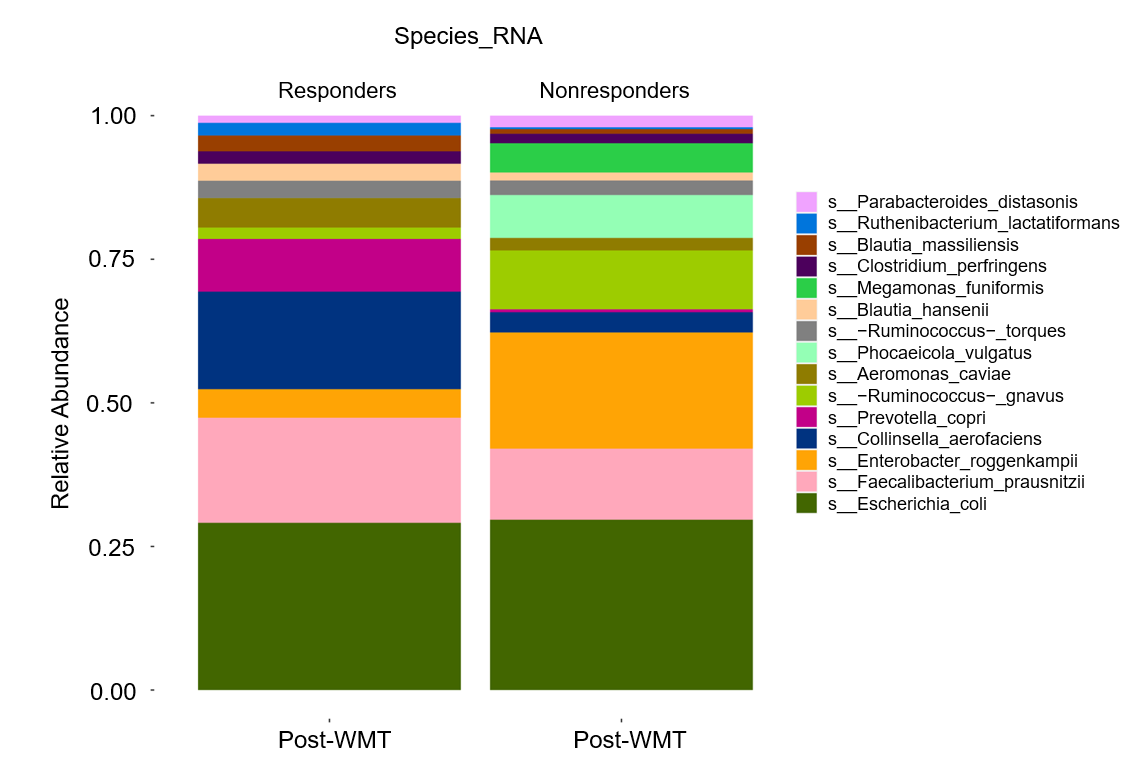 Species_RNA
Responders
Nonresponders
1.00
0.75
0.50
0.25
0.00
Relative Abundance
Post-WMT
Post-WMT
s__Parabacteroides_distasonis
s__Ruthenibacterium_lactatiformans
s__Blautia_massiliensis
s__Clostridium_perfringens
s__Megamonas_funiformis
s__Blautia_hansenii
s__−Ruminococcus−_torques
s__Phocaeicola_vulgatus
s__Aeromonas_caviae
s__−Ruminococcus−_gnavus
s__Prevotella_copri
s__Collinsella_aerofaciens
s__Enterobacter_roggenkampii
s__Faecalibacterium_prausnitzii
s__Escherichia_coli